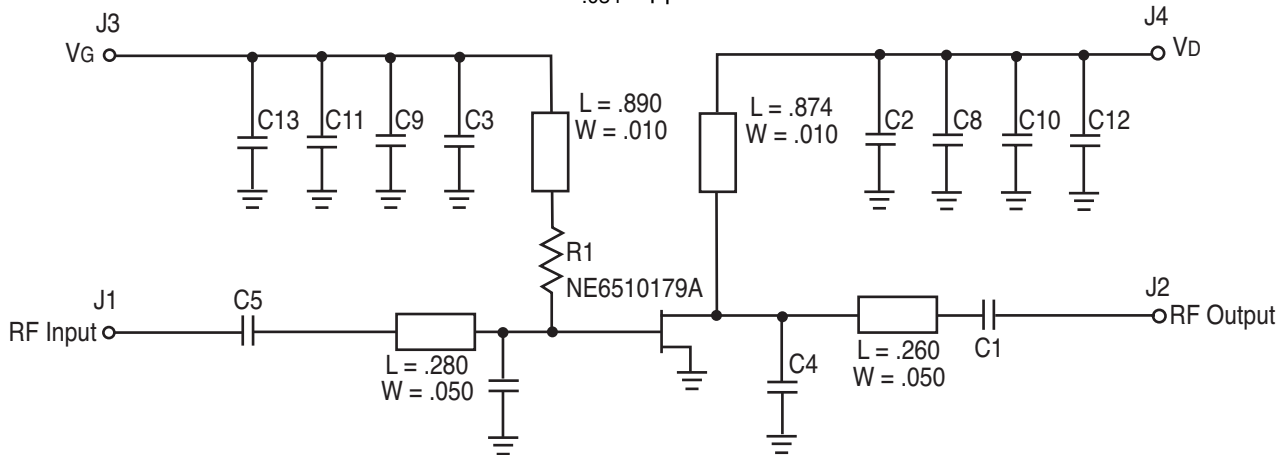 J3
VG
C13
C11
C9
C3
L = .890
W = .010
L = .874
W = .010
C2
C8
C10
C12
J4
VD
R1
NE6510179A
J1
RF Input
C5
L = .280
W = .050
C4
L = .260
W = .050
C1
J2
RF Output